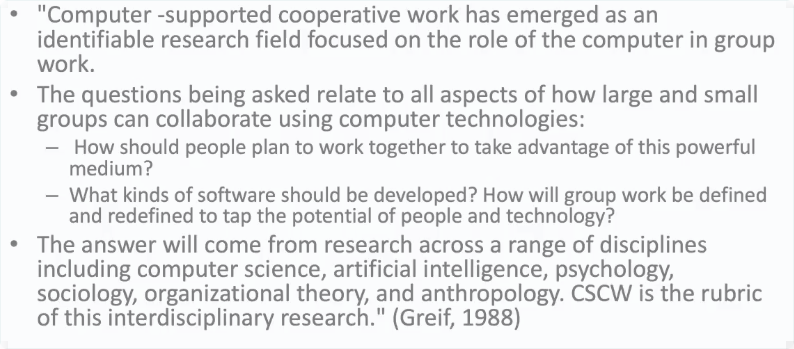 • "Computer -supported cooperative work has emerged as an
identifiable research field focused on the role of the computer in group
work.
• The questions being asked relate to all aspects of how large and small
groups can collaborate using computer technologies:
– How should people plan to work together to take advantage of this powerful
medium?
– What kinds of software should be developed? How will group work be defined
and redefined to tap the potential of people and technology?
• The answer will come from research across a range of disciplines
including computer science, artificial intelligence, psychology,
sociology, organizational theory, and anthropology. CSCW is the rubric
of this interdisciplinary research." (Greif, 1988)